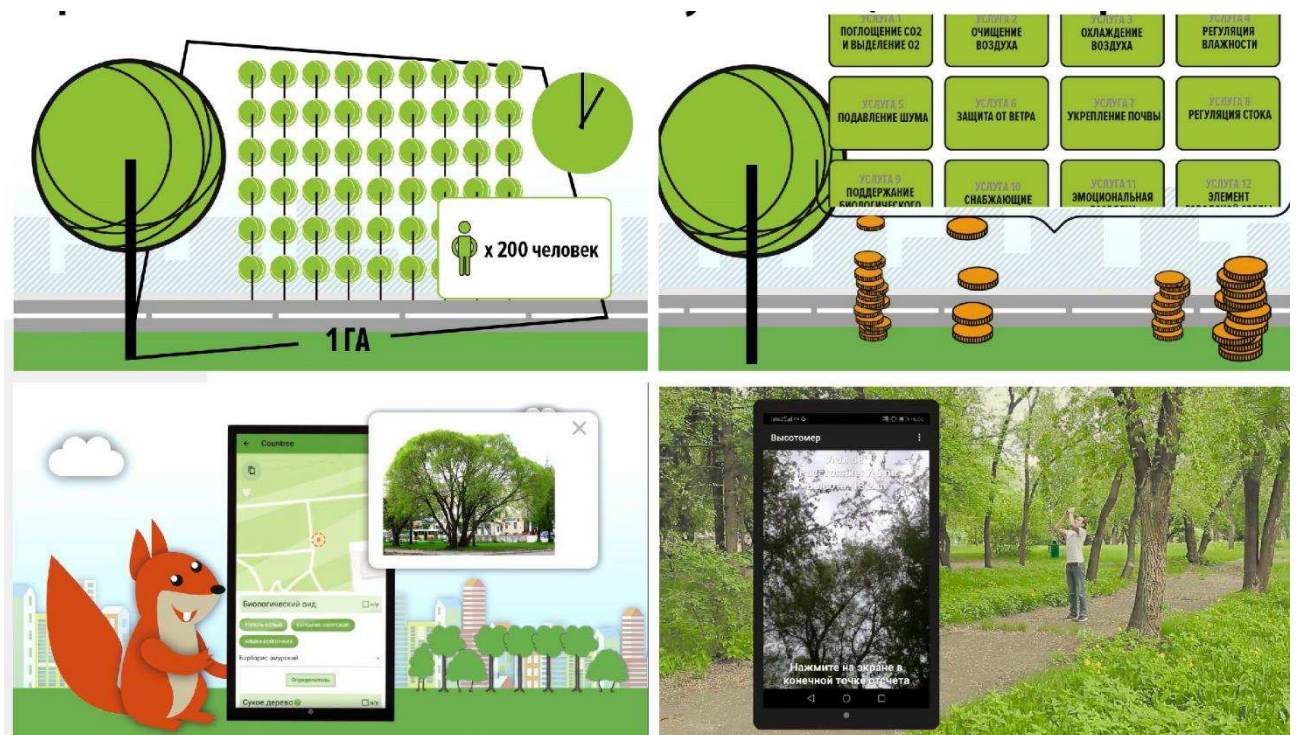 х 200 человек
1 ГА
УСЛУГА 1
ПОГЛОЩЕНИЕ СО2
И ВЫДЕЛЕНИЕ О2
УСЛУГА 2
ОЧИЩЕНИЕ
ВОЗДУХА
УСЛУГА 3
ОХЛАЖДЕНИЕ
ВОЗДУХА
УСЛУГА 4
РЕГУЛЯЦИЯ
ВЛАЖНОСТИ
УСЛУГА 5
ПОДАВЛЕНИЕ ШУМА
УСЛУГА 6
ЗАЩИТА ОТ ВЕТРА
УСЛУГА 7
УКРЕПЛЕНИЕ ПОЧВЫ
УСЛУГА 8
РЕГУЛЯЦИЯ СТОКА
УСЛУГА 9
ПОДДЕРЖАНИЕ
БИОЛОГИЧЕСКОГО
УСЛУГА 10
СНАБЖАЮЩИЕ
УСЛУГА 11
ЭМОЦИОНАЛЬНАЯ
УСЛУГА 12
ЭЛЕМЕНТ
Countree
Биологический вид
н/у
Барбарис амурский
Определитель
Сухое дерево
н/у
Высотомер
Нажмите на экране в
конечной точке отсчета